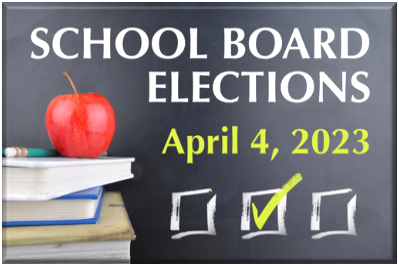 SCHOOL BOARD
ELECTIONS
April 4, 2023